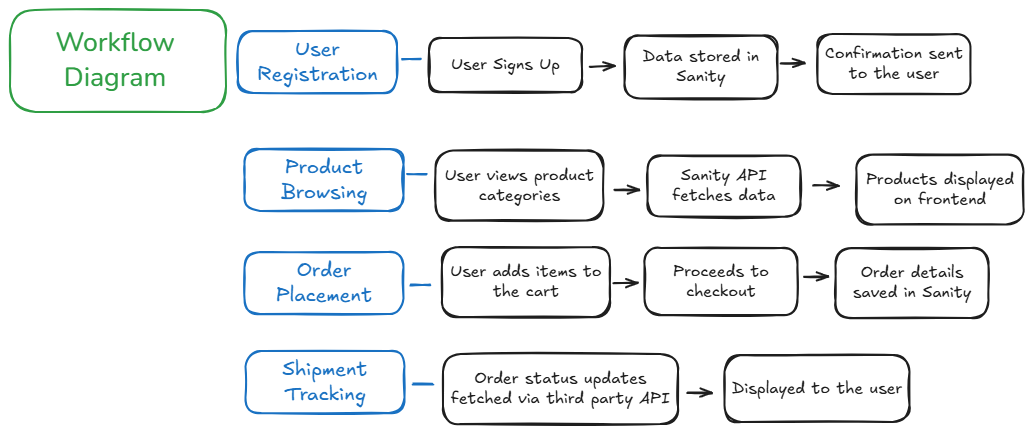 Workflow
Diagram
User
Registration
User Signs Up
Data stored in
Sanity
Confirmation sent
to the user
Product
Browsing
User views product
categories
Sanity API
fetches data
Products displayed
on frontend
Order
Placement
User adds items to
the cart
Proceeds to
checkout
Order details
saved in Sanity
Shipment
Tracking
Order status updates
fetched via third party API
Displayed to the user